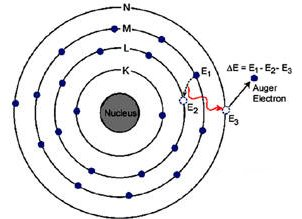 N
M
L
K
E1
ΔE = E1 - E2- E3
Auger
Electron
E2
Nucleus
E3